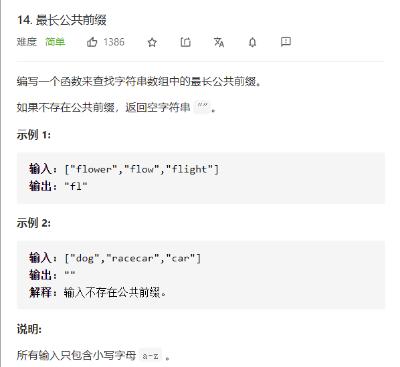 14. 最长公共前缀
难度 简单 1386
编写一个函数来查找字符串数组中的最长公共前缀。
如果不存在公共前缀，返回空字符串 ""。
示例 1:
输入: ["flower","flow","flight"]
输出: "fl"
示例 2:
输入: ["dog","racecar","car"]
输出: ""
解释: 输入不存在公共前缀。
说明:
所有输入只包含小写字母 a-z 。